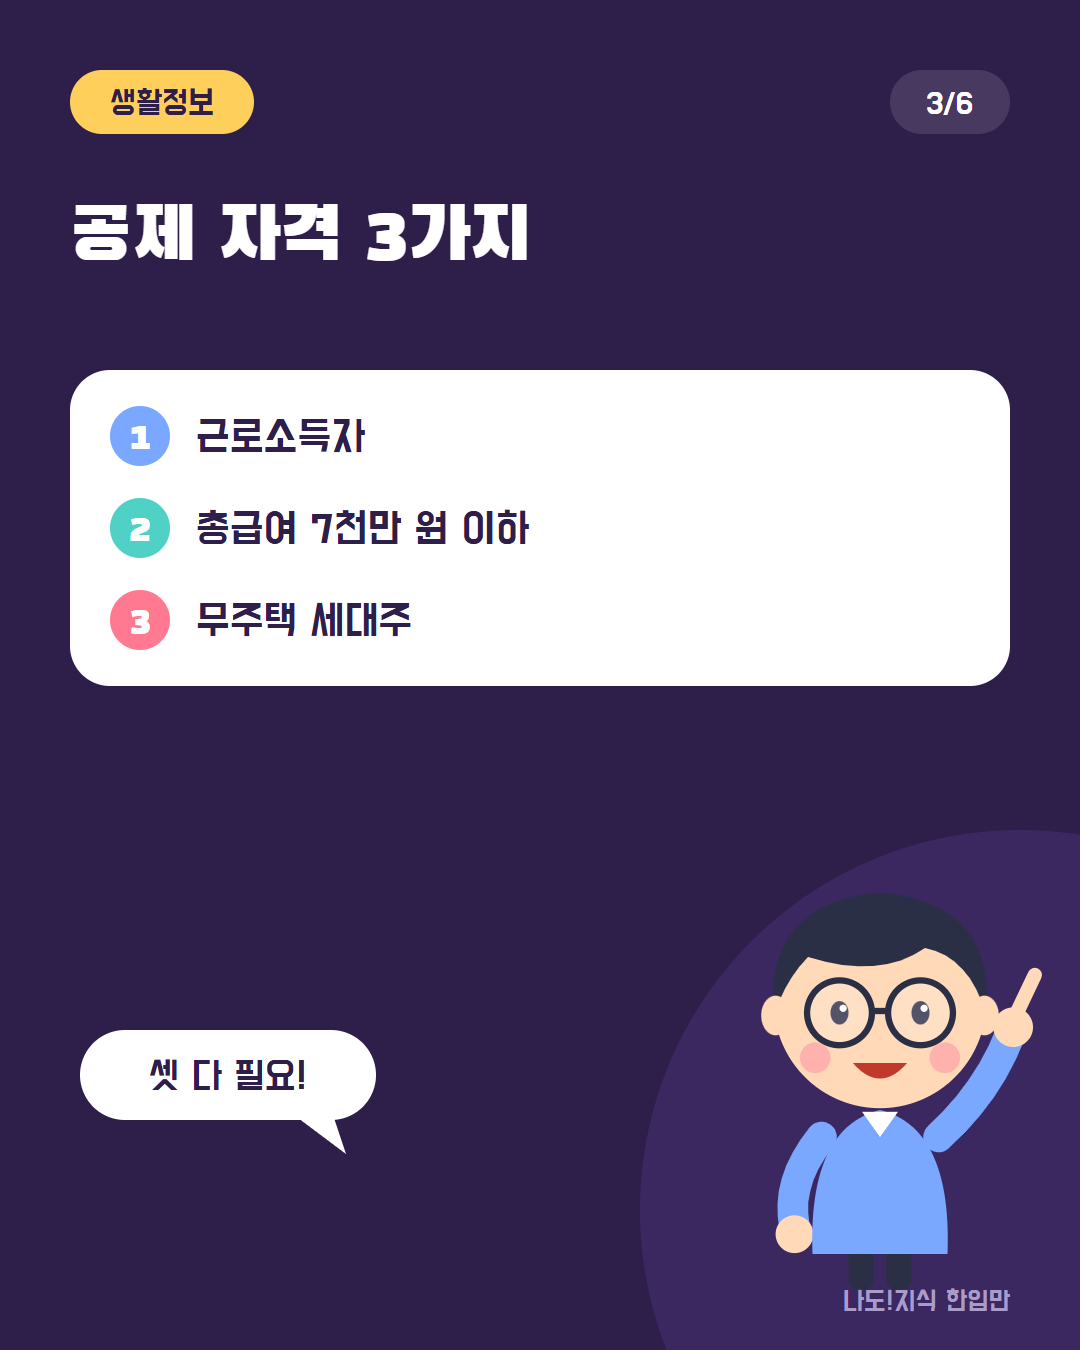 생활정보
3/6
공제 자격 3가지
1 근로소득자
2 총급여 7천만 원 이하
3 무주택 세대주
셋 다 필요!
나도!지식 한입만